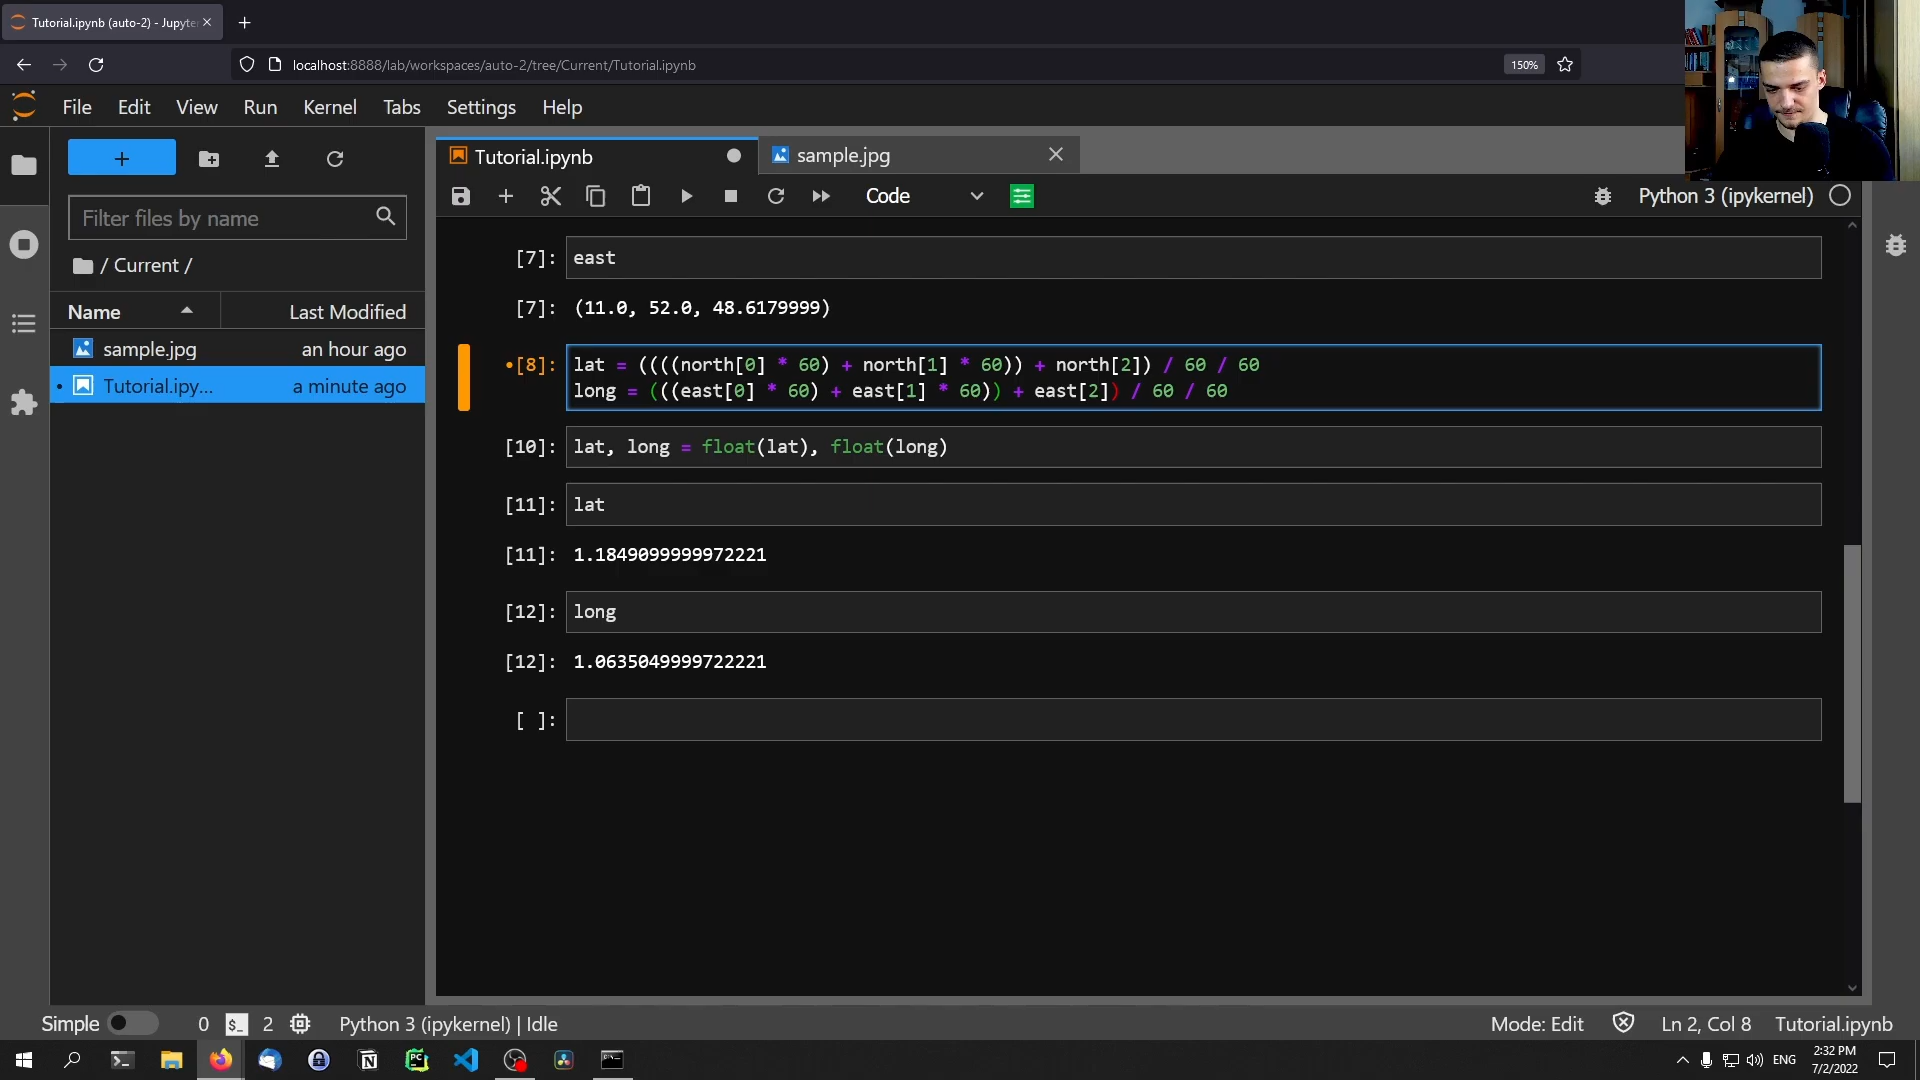 Tutorial.ipynb (auto-2) - Jupyte
localhost:8888/lab/workspaces/auto-2/tree/Current/Tutorial.ipynb
150%
File Edit View Run Kernel Tabs Settings Help
Tutorial.ipynb
sample.jpg
Code
Python 3 (ipykernel)
Filter files by name
/ Current /
Name
Last Modified
sample.jpg
an hour ago
Tutorial.ipy...
a minute ago
[7]: east
[7]: (11.0, 52.0, 48.6179999)
•[8]: lat = ((((north[0] * 60) + north[1] * 60)) + north[2]) / 60 / 60
long = (((east[0] * 60) + east[1] * 60)) + east[2]) / 60 / 60
[10]: lat, long = float(lat), float(long)
[11]: lat
[11]: 1.1849099999972221
[12]: long
[12]: 1.0635049999722221
[ ]:
Simple
0
$_
2
Python 3 (ipykernel) | Idle
Mode: Edit
Ln 2, Col 8
Tutorial.ipynb
PC
ENG
2:32 PM
7/2/2022